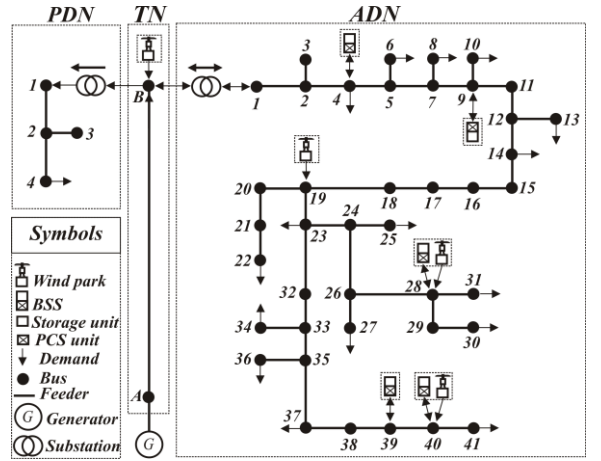 PDN TN ADN
3 6 8 10
1 B 1 2 4 5 7 9 11
2 3 12 13
4 14
20 19 18 17 16 15
21 23 24 25
22
Symbols
Wind park
BSS
Storage unit
PCS unit
Demand
Bus
Feeder
G Generator
Substation
A
G
32 26 28 31
34 33 27 29 30
36 35
37 38 39 40 41